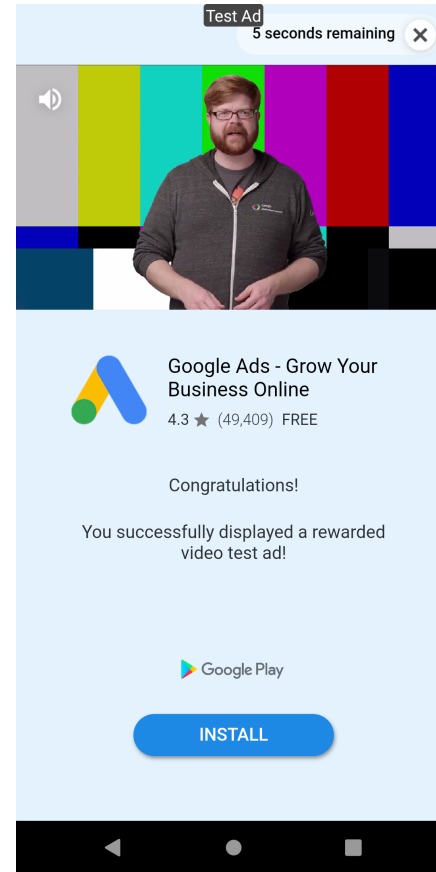 Test Ad
5 seconds remaining
Google
Google Ads - Grow Your
Business Online
4.3 ★ (49,409) FREE
Congratulations!
You successfully displayed a rewarded
video test ad!
Google Play
INSTALL